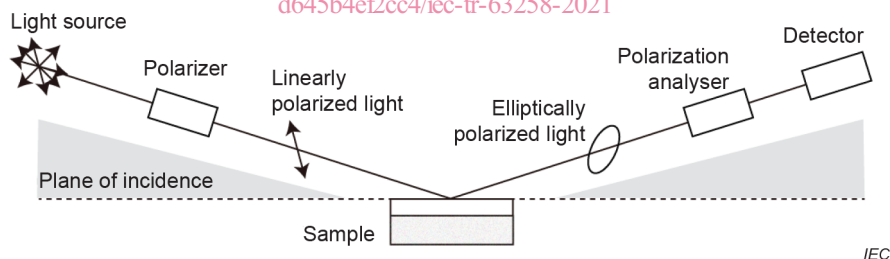 d645b4ef2cc4/iec-tr-63258-2021
Light source
Detector
Polarizer
Polarization
analyser
Linearly
polarized light
Elliptically
polarized light
Plane of incidence
Sample
IEC